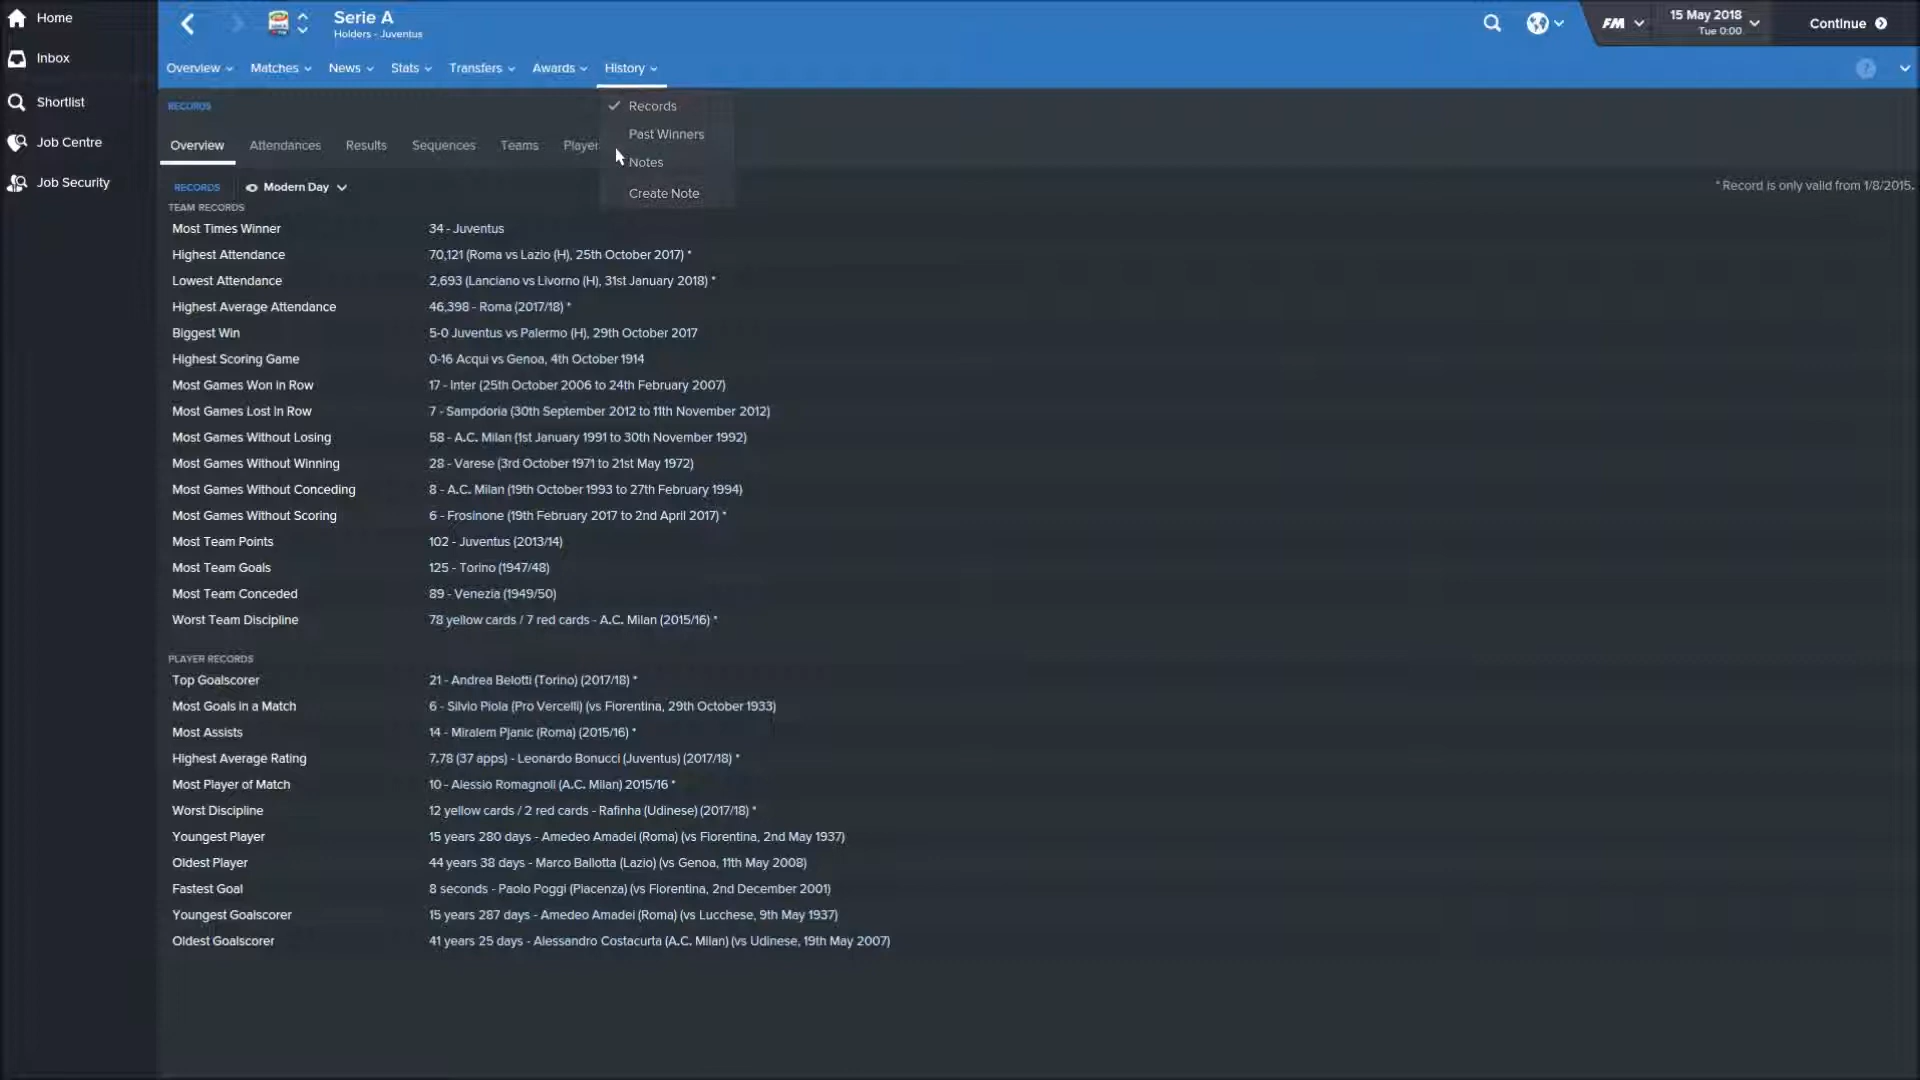 Home
Inbox
Shortlist
Job Centre
Job Security
Serie A
Holders - Juventus
FM
15 May 2018
Tue 0:00
Continue
Overview
Matches
News
Stats
Transfers
Awards
History
?
RECORDS
Records
Past Winners
Notes
Create Note
Overview
Attendances
Results
Sequences
Teams
Player
RECORDS
Modern Day
* Record is only valid from 1/8/2015.
TEAM RECORDS
Most Times Winner 34 - Juventus
Highest Attendance 70,121 (Roma vs Lazio (H), 25th October 2017) *
Lowest Attendance 2,693 (Lanciano vs Livorno (H), 31st January 2018) *
Highest Average Attendance 46,398 - Roma (2017/18) *
Biggest Win 5-0 Juventus vs Palermo (H), 29th October 2017
Highest Scoring Game 0-16 Acqui vs Genoa, 4th October 1914
Most Games Won in Row 17 - Inter (25th October 2006 to 24th February 2007)
Most Games Lost in Row 7 - Sampdoria (30th September 2012 to 11th November 2012)
Most Games Without Losing 58 - A.C. Milan (1st January 1991 to 30th November 1992)
Most Games Without Winning 28 - Varese (3rd October 1971 to 21st May 1972)
Most Games Without Conceding 8 - A.C. Milan (19th October 1993 to 27th February 1994)
Most Games Without Scoring 6 - Frosinone (19th February 2017 to 2nd April 2017) *
Most Team Points 102 - Juventus (2013/14)
Most Team Goals 125 - Torino (1947/48)
Most Team Conceded 89 - Venezia (1949/50)
Worst Team Discipline 78 yellow cards / 7 red cards - A.C. Milan (2015/16) *
PLAYER RECORDS
Top Goalscorer 21 - Andrea Belotti (Torino) (2017/18) *
Most Goals in a Match 6 - Silvio Piola (Pro Vercelli) (vs Fiorentina, 29th October 1933)
Most Assists 14 - Miralem Pjanic (Roma) (2015/16) *
Highest Average Rating 7.78 (37 apps) - Leonardo Bonucci (Juventus) (2017/18) *
Most Player of Match 10 - Alessio Romagnoli (A.C. Milan) 2015/16 *
Worst Discipline 12 yellow cards / 2 red cards - Rafinha (Udinese) (2017/18) *
Youngest Player 15 years 280 days - Amedeo Amadei (Roma) (vs Fiorentina, 2nd May 1937)
Oldest Player 44 years 38 days - Marco Ballotta (Lazio) (vs Genoa, 11th May 2008)
Fastest Goal 8 seconds - Paolo Poggi (Piacenza) (vs Fiorentina, 2nd December 2001)
Youngest Goalscorer 15 years 287 days - Amedeo Amadei (Roma) (vs Lucchese, 9th May 1937)
Oldest Goalscorer 41 years 25 days - Alessandro Costacurta (A.C. Milan) (vs Udinese, 19th May 2007)